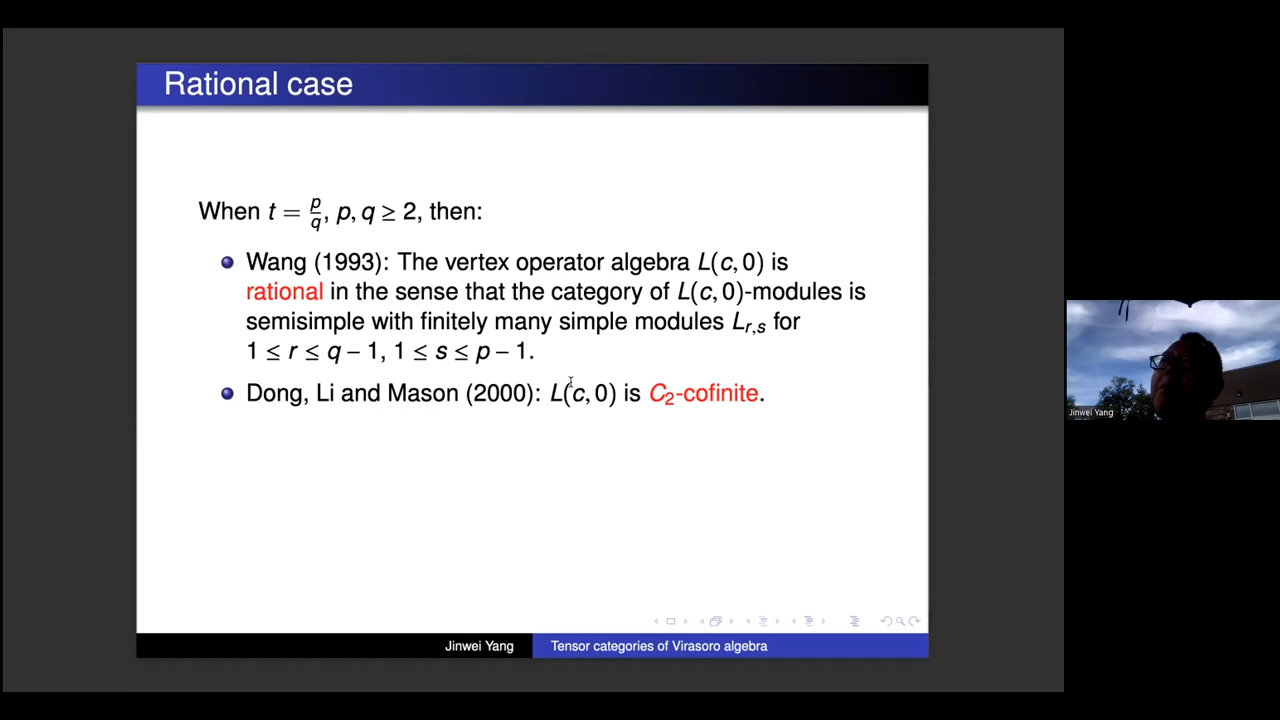 Rational case
When t = p/q, p, q ≥ 2, then:
Wang (1993): The vertex operator algebra L(c, 0) is
rational in the sense that the category of L(c, 0)-modules is
semisimple with finitely many simple modules L_{r,s} for
1 ≤ r ≤ q − 1, 1 ≤ s ≤ p − 1.
Dong, Li and Mason (2000): L(c, 0) is C₂-cofinite.
Jinwei Yang
Jinwei Yang Tensor categories of Virasoro algebra